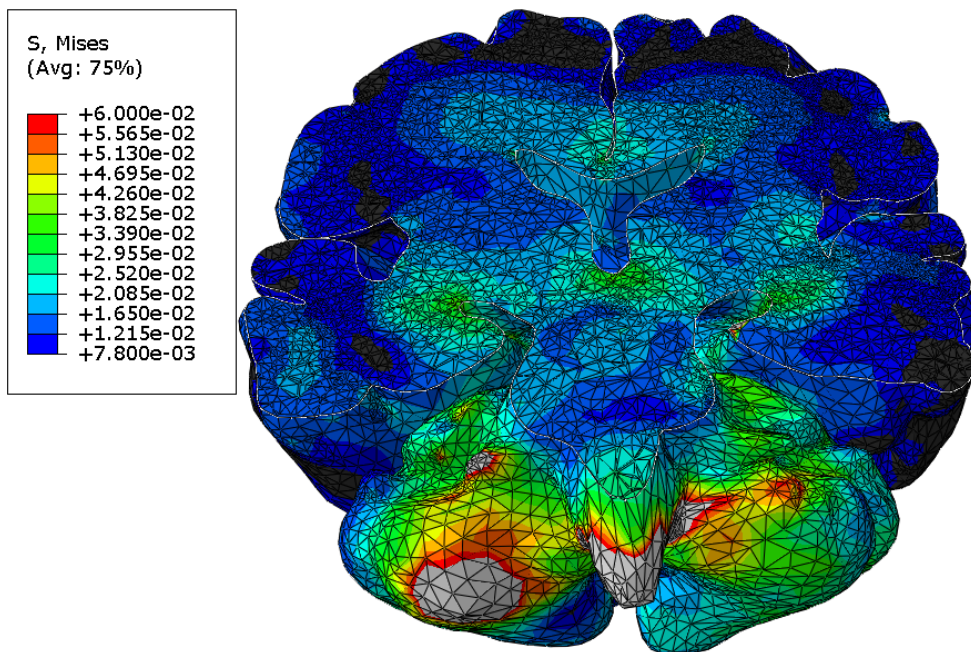 S, Mises
(Avg: 75%)
+6.000e-02
+5.565e-02
+5.130e-02
+4.695e-02
+4.260e-02
+3.825e-02
+3.390e-02
+2.955e-02
+2.520e-02
+2.085e-02
+1.650e-02
+1.215e-02
+7.800e-03